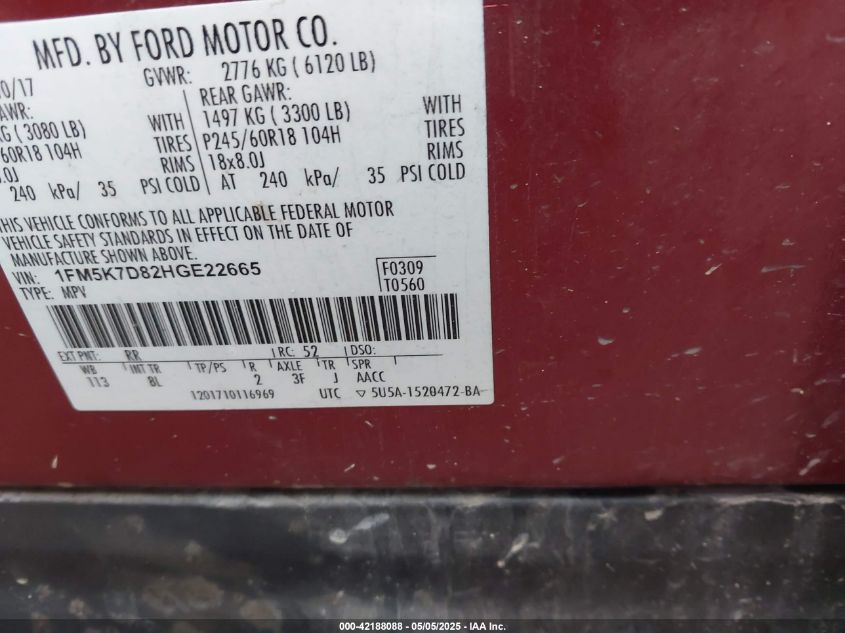 MFD. BY FORD MOTOR CO.
0/17 GVWR: 2776 KG ( 6120 LB)
AWR: REAR GAWR:
KG ( 3080 LB) WITH 1497 KG ( 3300 LB) WITH
60R18 104H TIRES P245/60R18 104H TIRES
.0J RIMS 18x8.0J RIMS
240 kPa/ 35 PSI COLD AT 240 kPa/ 35 PSI COLD
THIS VEHICLE CONFORMS TO ALL APPLICABLE FEDERAL MOTOR
VEHICLE SAFETY STANDARDS IN EFFECT ON THE DATE OF
MANUFACTURE SHOWN ABOVE.
VIN: 1FM5K7D82HGE22665 F0309
TYPE: MPV T0560
EXT PNT: RR RC: 52 DSO:
WB INT TR TP/PS R AXLE TR SPR
113 8L 2 3F J AACC
1201710116969 UTC ▽ 5U5A-1520472-BA
000-42188088 - 05/05/2025 - IAA Inc.